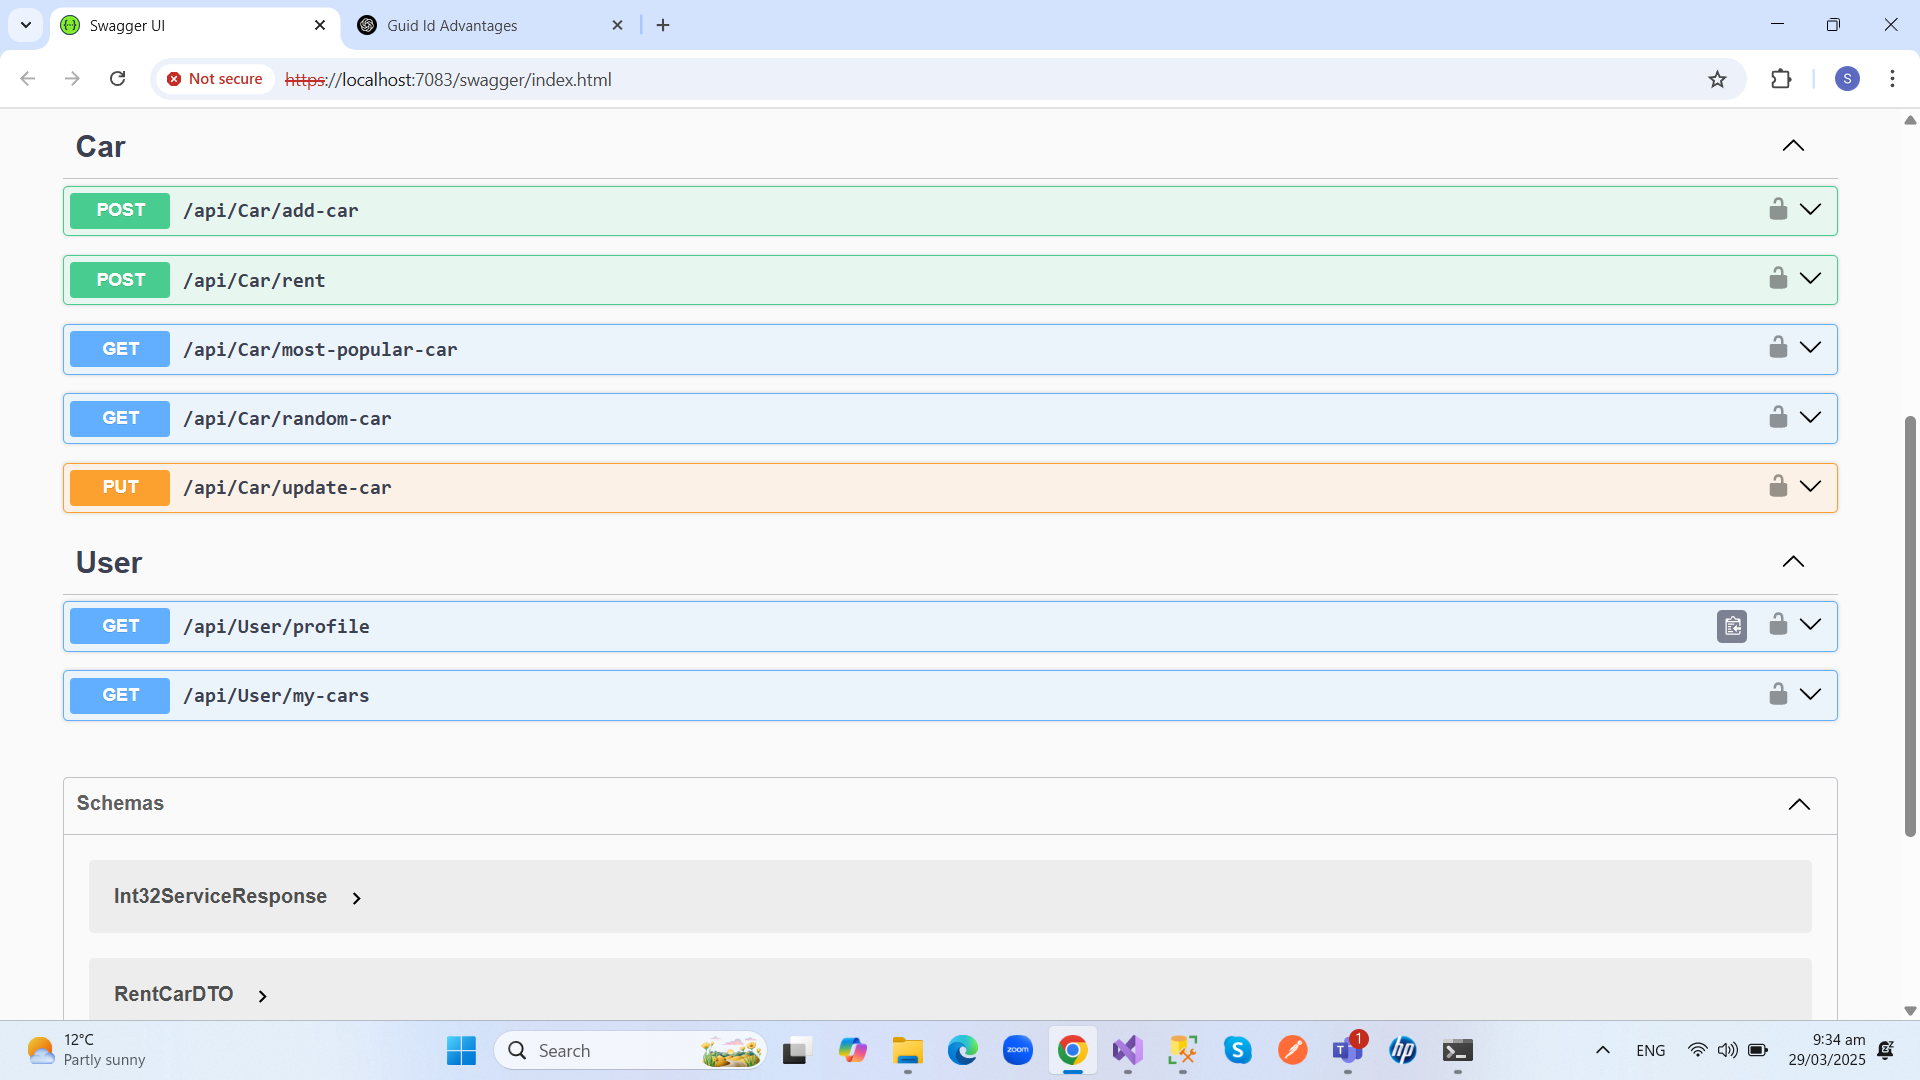 Swagger UI
Guid Id Advantages
Not secure
https://localhost:7083/swagger/index.html
S
Car
POST /api/Car/add-car
POST /api/Car/rent
GET /api/Car/most-popular-car
GET /api/Car/random-car
PUT /api/Car/update-car
User
GET /api/User/profile
GET /api/User/my-cars
Schemas
Int32ServiceResponse
RentCarDTO
12°C
Partly sunny
Search
zoom
S
T
1
hp
ENG
9:34 am
29/03/2025